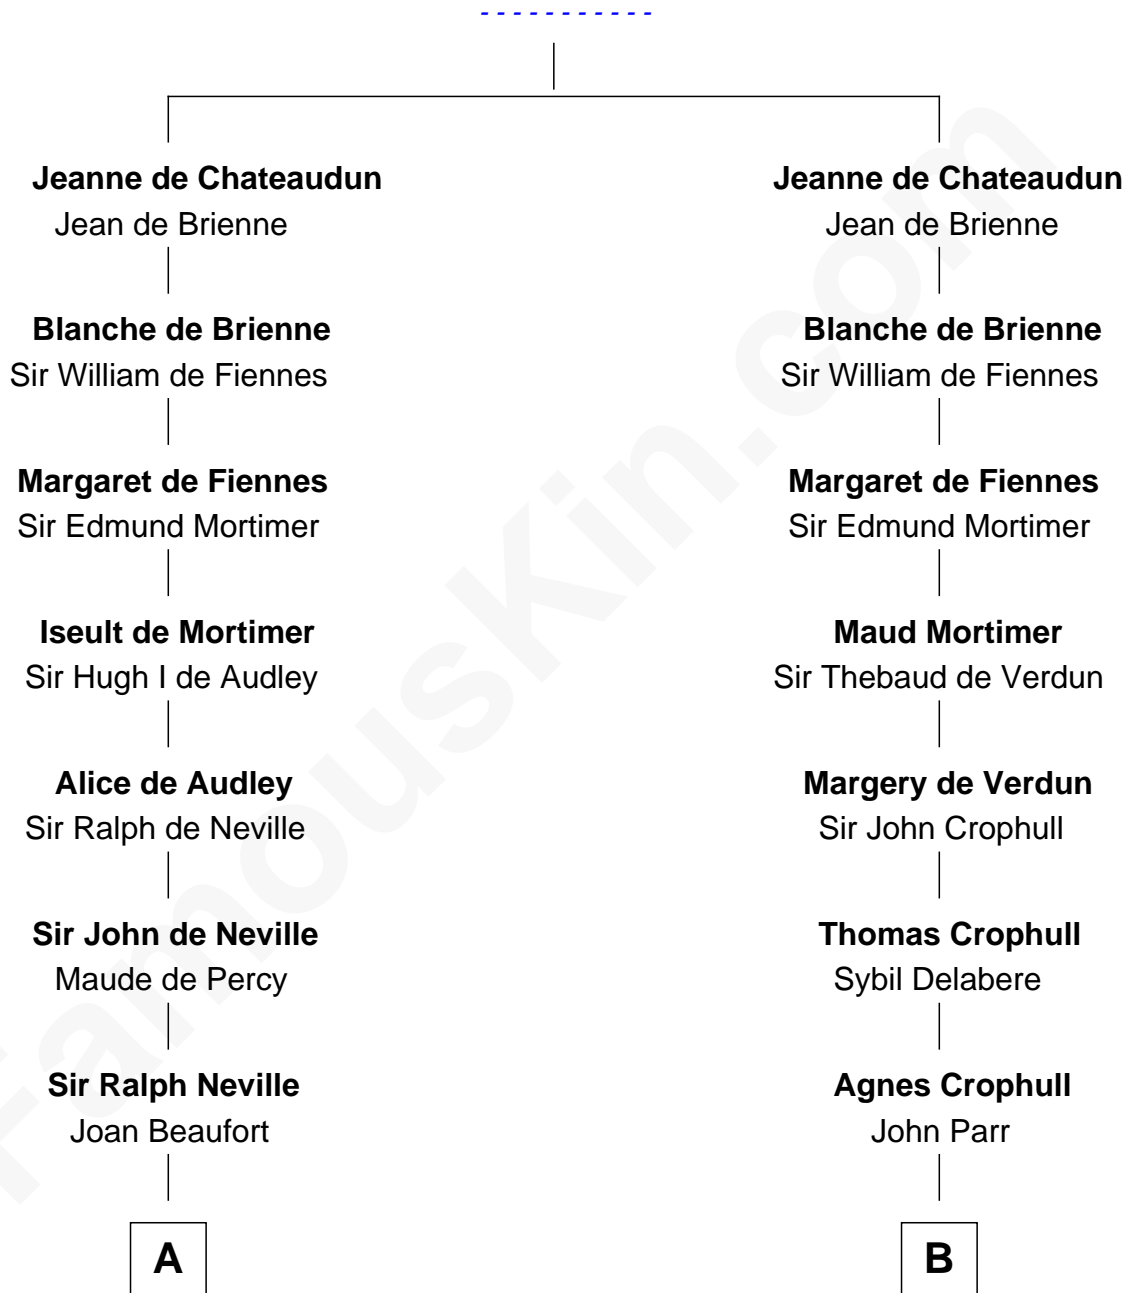 - - - - - - - - - - -
Jeanne de Chateaudun
Jean de Brienne
Blanche de Brienne
Sir William de Fiennes
Margaret de Fiennes
Sir Edmund Mortimer
Iseult de Mortimer
Sir Hugh I de Audley
Alice de Audley
Sir Ralph de Neville
Sir John de Neville
Maude de Percy
Sir Ralph Neville
Joan Beaufort
A
Jeanne de Chateaudun
Jean de Brienne
Blanche de Brienne
Sir William de Fiennes
Margaret de Fiennes
Sir Edmund Mortimer
Maud Mortimer
Sir Thebaud de Verdun
Margery de Verdun
Sir John Crophull
Thomas Crophull
Sybil Delabere
Agnes Crophull
John Parr
B
FamousKin.com